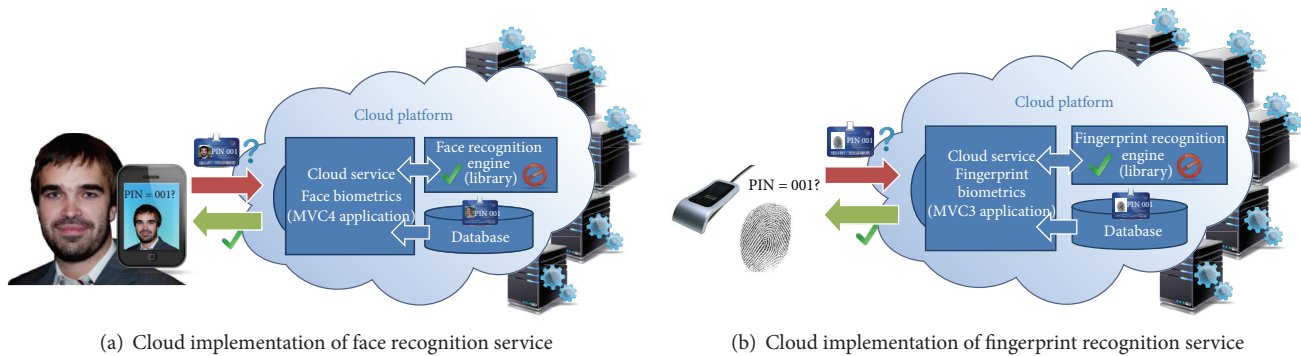 Cloud platform
PIN 001
?
Cloud service
Face biometrics
(MVC4 application)
Face recognition
engine
(library)
PIN = 001?
PIN 001
Database
(a) Cloud implementation of face recognition service
Cloud platform
PIN 001
?
Cloud service
Fingerprint
biometrics
(MVC3 application)
Fingerprint recognition
engine
(library)
PIN = 001?
PIN 001
Database
(b) Cloud implementation of fingerprint recognition service